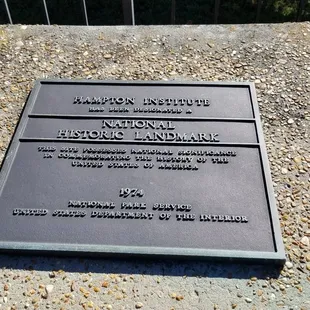 HAMPTON INSTITUTE
HAS BEEN DESIGNATED A
NATIONAL
HISTORIC LANDMARK
THIS SITE POSSESSES NATIONAL SIGNIFICANCE
IN COMMEMORATING THE HISTORY OF THE
UNITED STATES OF AMERICA
1974
NATIONAL PARK SERVICE
UNITED STATES DEPARTMENT OF THE INTERIOR